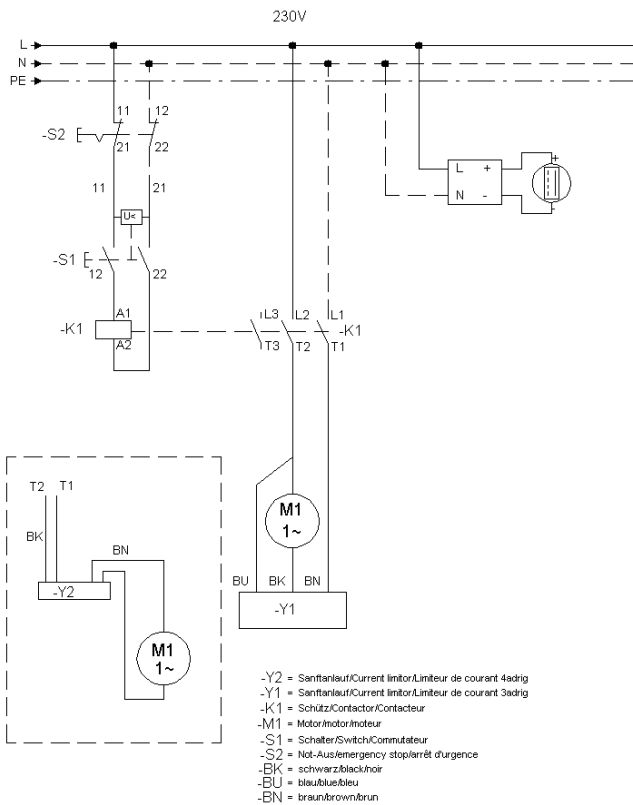 230V
L
N
PE
11 12
-S2
21 22
11 21
U<
-S1
12 22
A1
-K1
A2
L3 L2 L1
-K1
T3 T2 T1
L +
N -
+
-
T2 T1
BK
BN
-Y2
M1
1~
M1
1~
BU BK BN
-Y1
-Y2 = Sanftanlauf/Current limitor/Limiteur de courant 4adrig
-Y1 = Sanftanlauf/Current limitor/Limiteur de courant 3adrig
-K1 = Schütz/Contactor/Contacteur
-M1 = Motor/motor/moteur
-S1 = Schalter/Switch/Commutateur
-S2 = Not-Aus/emergency stop/arrêt d'urgence
-BK = schwarz/black/noir
-BU = blau/blue/bleu
-BN = braun/brown/brun